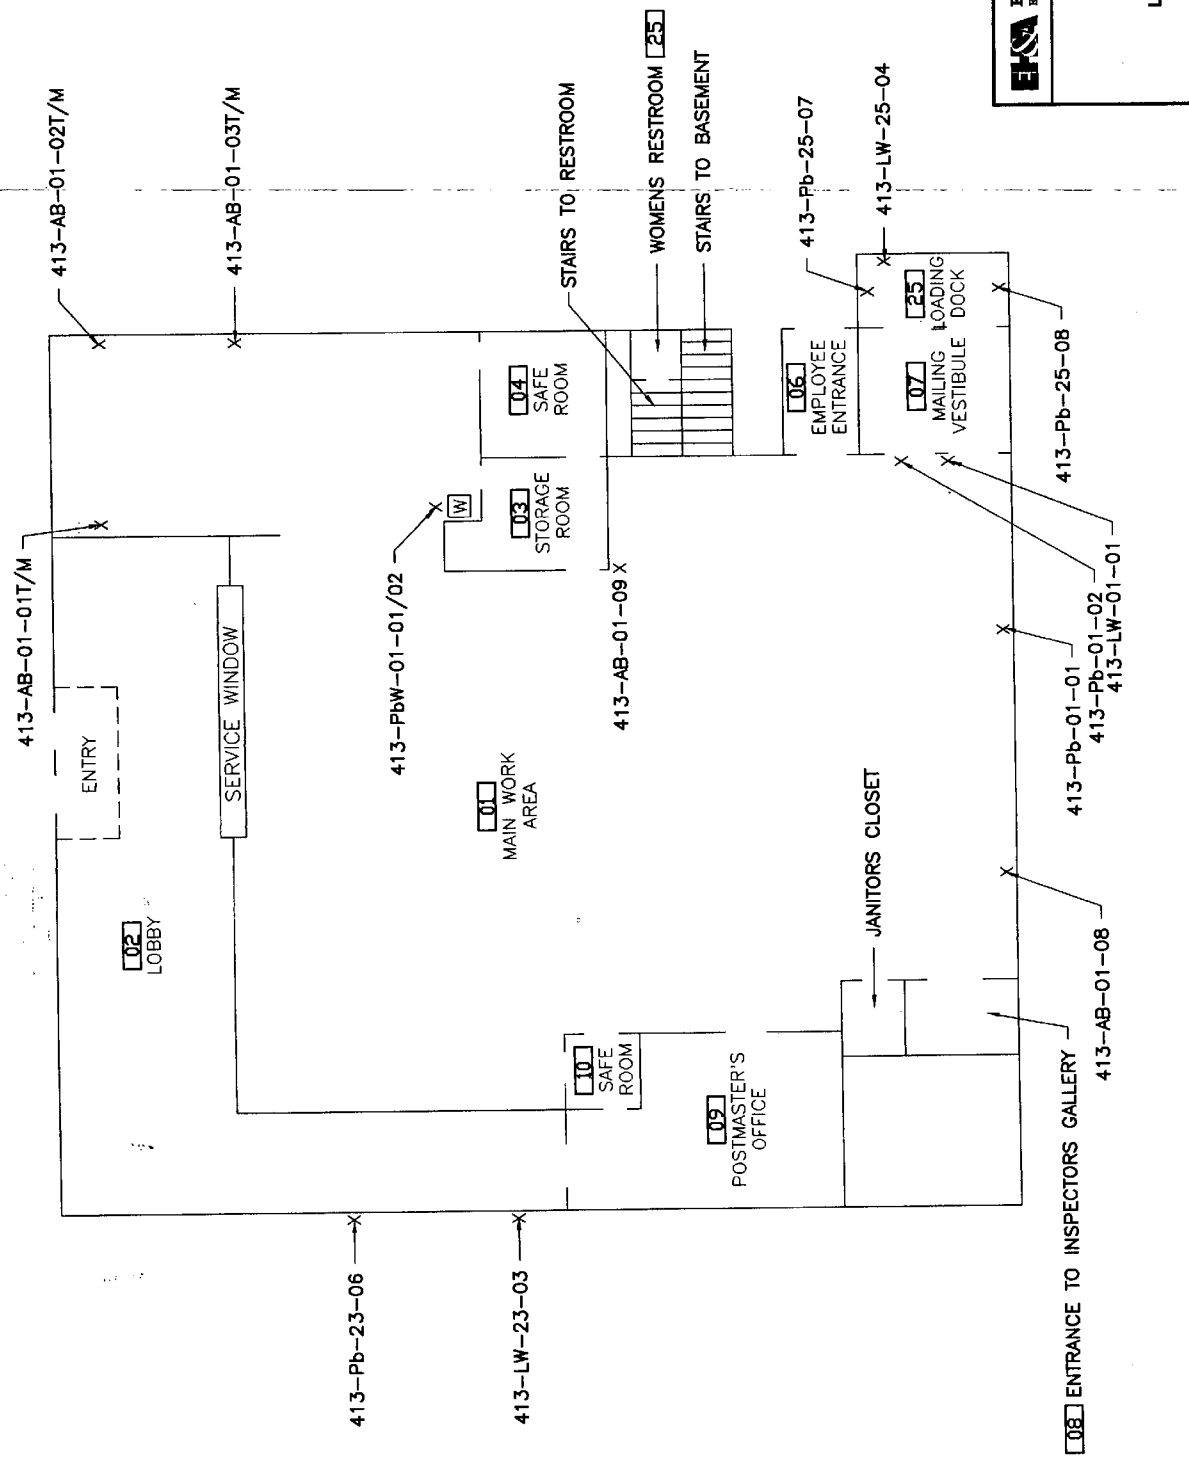 413-AB-01-02T/M
413-AB-01-03T/M
STAIRS TO RESTROOM
WOMENS RESTROOM 25
STAIRS TO BASEMENT
413-Pb-25-07
413-LW-25-04
EH&A
04
SAFE
ROOM
06
EMPLOYEE
ENTRANCE
07
MAILING
VESTIBULE
25
LOADING
DOCK
413-Pb-25-08
413-AB-01-01T/M
W
03
STORAGE
ROOM
413-PbW-01-01/02
413-AB-01-09
413-Pb-01-01
413-Pb-01-02
413-LW-01-01
ENTRY
SERVICE WINDOW
01
MAIN WORK
AREA
JANITORS CLOSET
02
LOBBY
413-AB-01-08
10
SAFE
ROOM
09
POSTMASTER'S
OFFICE
413-Pb-23-06
413-LW-23-03
08 ENTRANCE TO INSPECTORS GALLERY